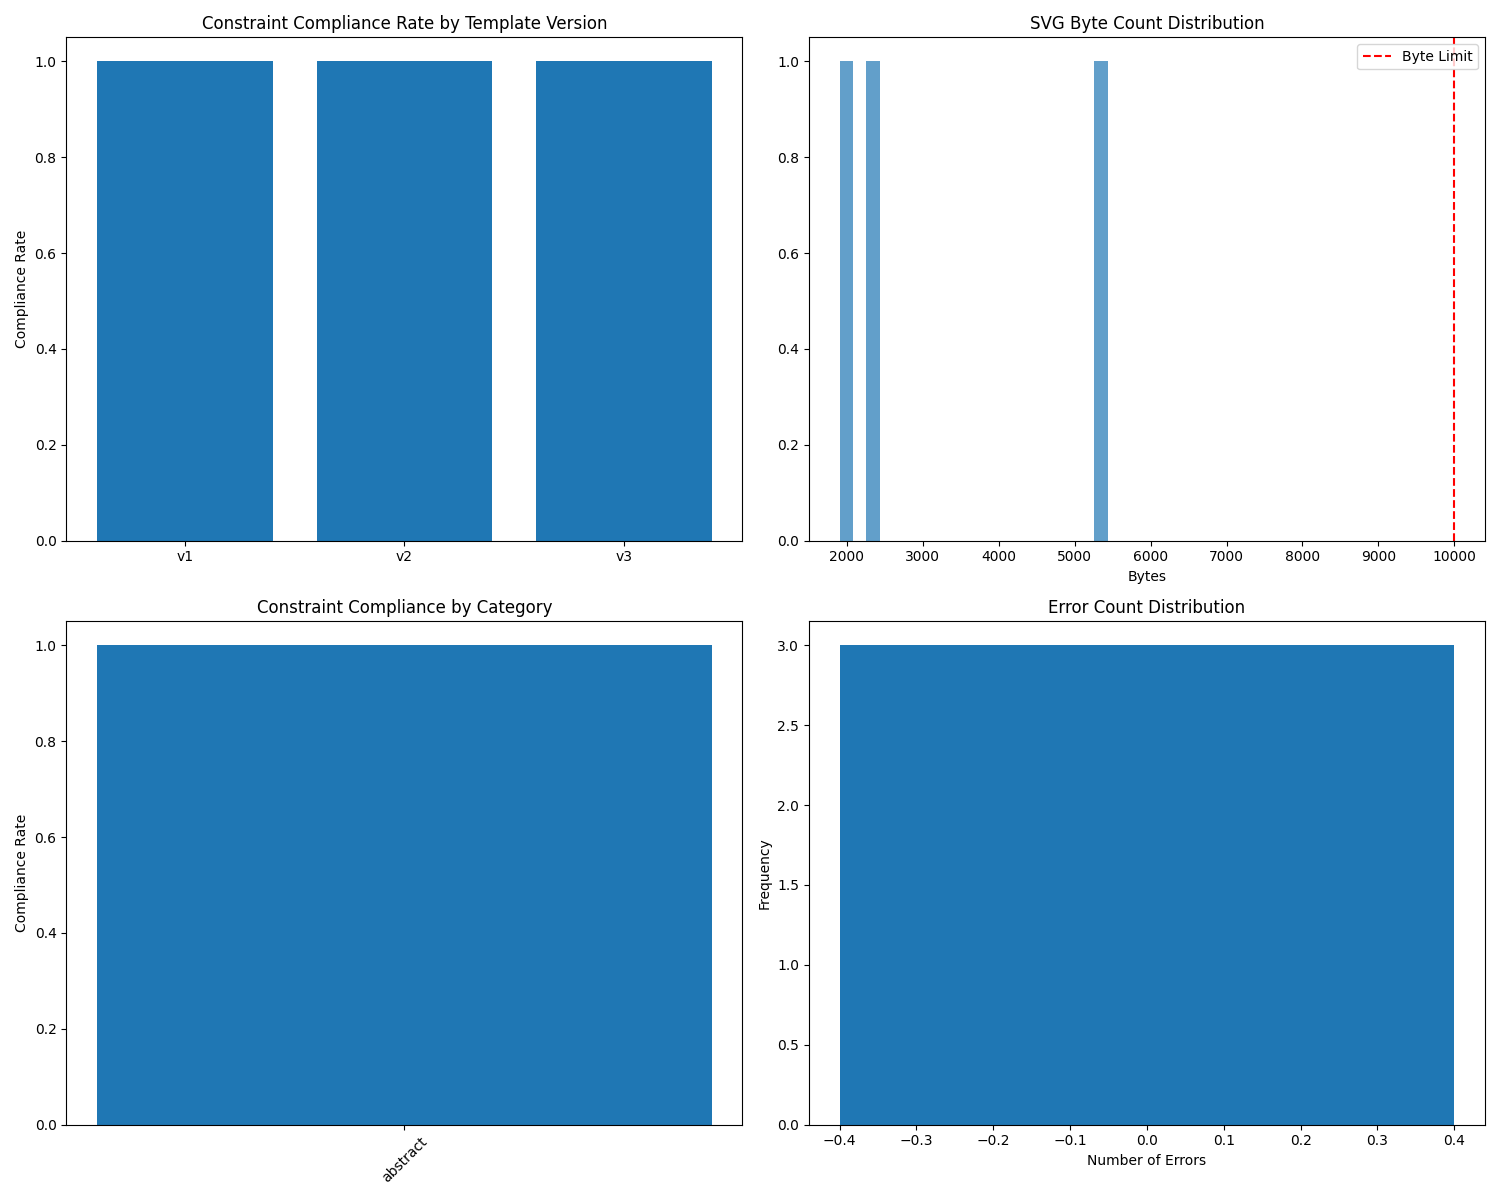 Constraint Compliance Rate by Template Version
1.0
0.8
0.6
0.4
0.2
0.0
Compliance Rate
v1 v2 v3
SVG Byte Count Distribution
Byte Limit
1.0
0.8
0.6
0.4
0.2
0.0
2000 3000 4000 5000 6000 7000 8000 9000 10000
Bytes
Constraint Compliance by Category
1.0
0.8
0.6
0.4
0.2
0.0
Compliance Rate
abstract
Error Count Distribution
3.0
2.5
2.0
1.5
1.0
0.5
0.0
Frequency
−0.4 −0.3 −0.2 −0.1 0.0 0.1 0.2 0.3 0.4
Number of Errors